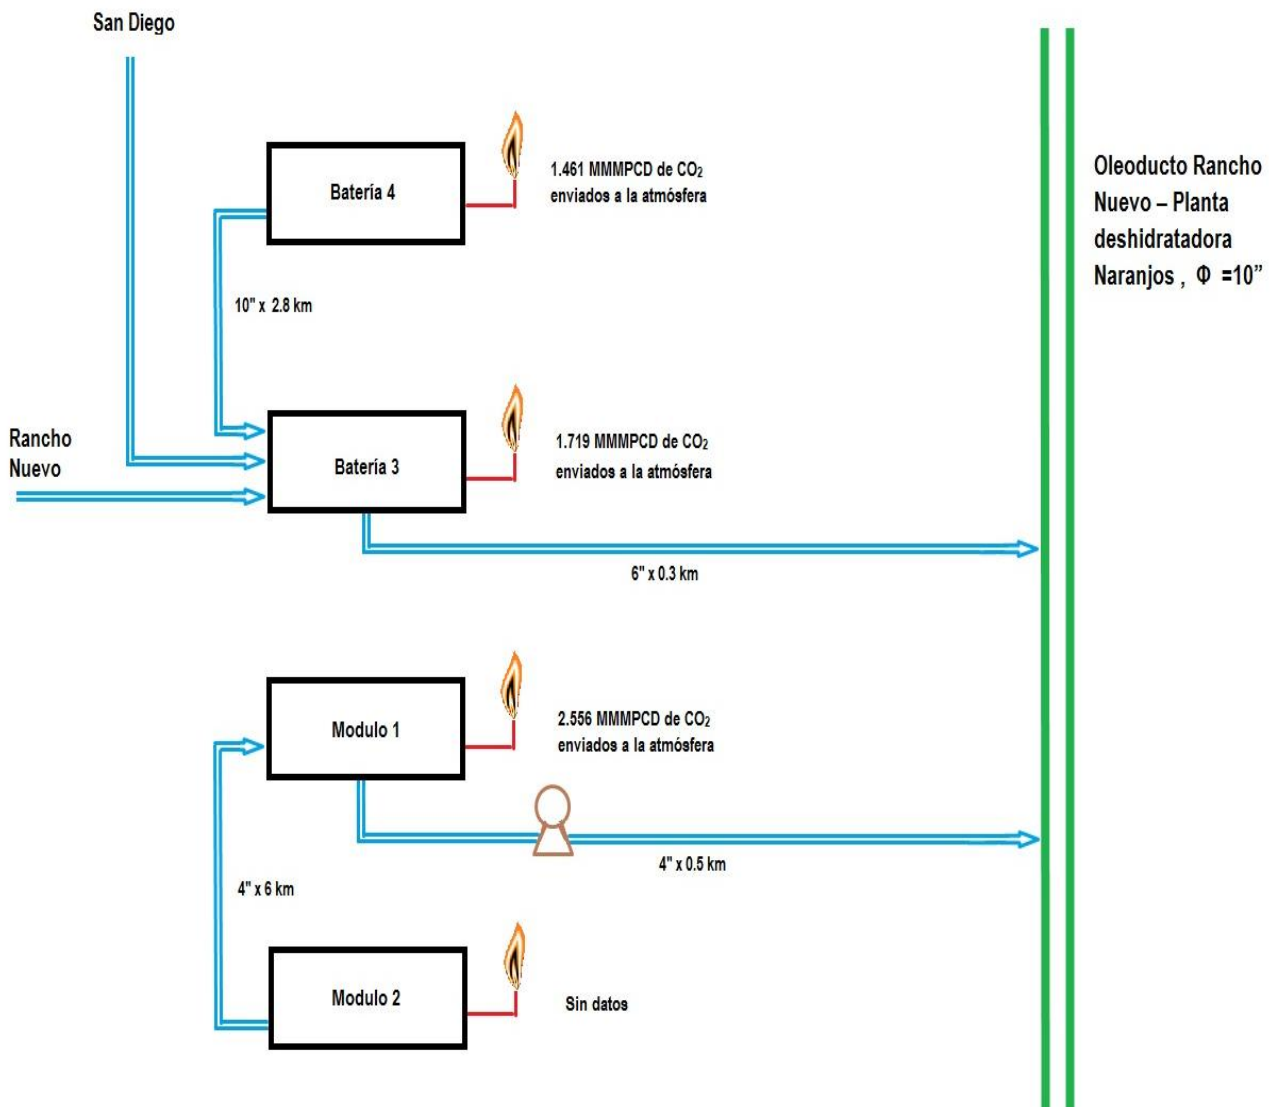 San Diego
Batería 4
1.461 MMMPCD de CO₂
enviados a la atmósfera
Oleoducto Rancho
Nuevo – Planta
deshidratadora
Naranjos , Φ =10”
10" x 2.8 km
Rancho
Nuevo
Batería 3
1.719 MMMPCD de CO₂
enviados a la atmósfera
6" x 0.3 km
Modulo 1
2.556 MMMPCD de CO₂
enviados a la atmósfera
4" x 0.5 km
4" x 6 km
Modulo 2
Sin datos